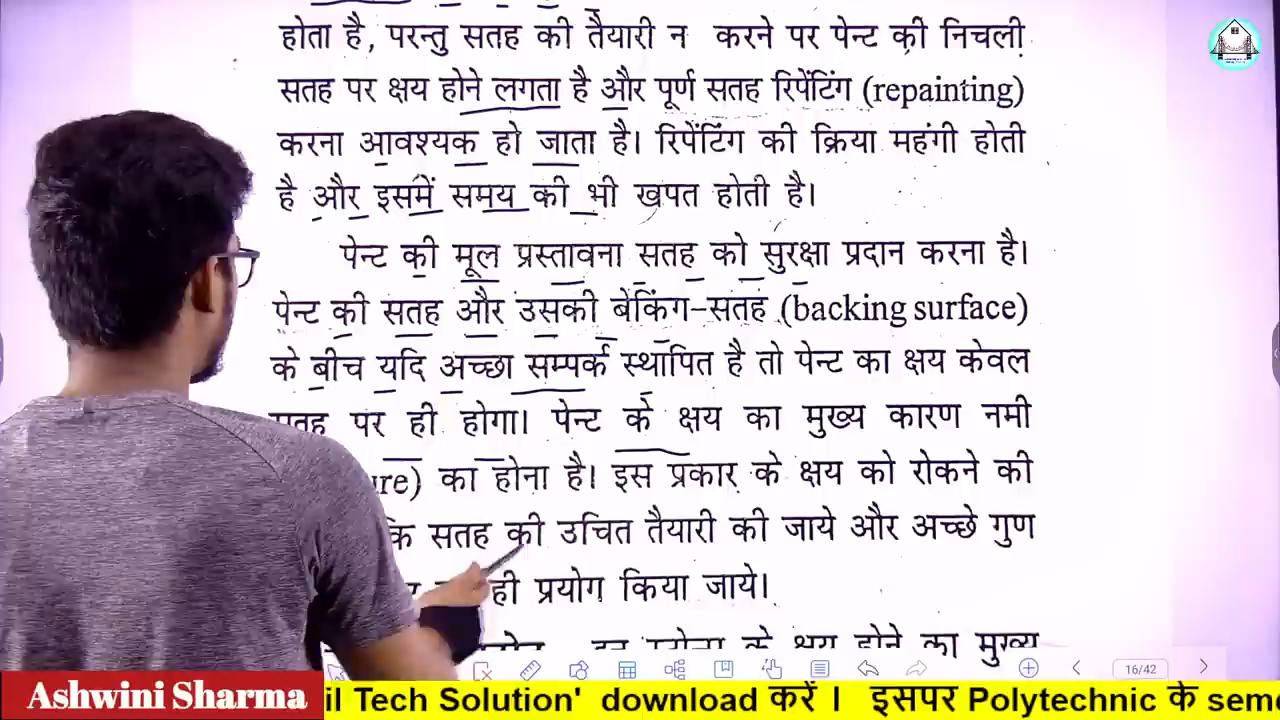 होता है, परन्तु सतह की तैयारी न करने पर पेन्ट की निचली
सतह पर क्षय होने लगता है और पूर्ण सतह रिपेंटिंग (repainting)
करना आवश्यक हो जाता है। रिपेंटिंग की क्रिया महंगी होती
है और इसमें समय की भी खपत होती है।
पेन्ट की मूल प्रस्तावना सतह को सुरक्षा प्रदान करना है।
पेन्ट की सतह और उसकी बेकिंग-सतह (backing surface)
के बीच यदि अच्छा सम्पर्क स्थापित है तो पेन्ट का क्षय केवल
सतह पर ही होगा। पेन्ट के क्षय का मुख्य कारण नमी
ure) का होना है। इस प्रकार के क्षय को रोकने की
कि सतह की उचित तैयारी की जाये और अच्छे गुण
ही प्रयोग किया जाये।
के क्षय होने का मुख्य
16/42
Ashwini Sharma
il Tech Solution' download करें । इसपर Polytechnic के sem